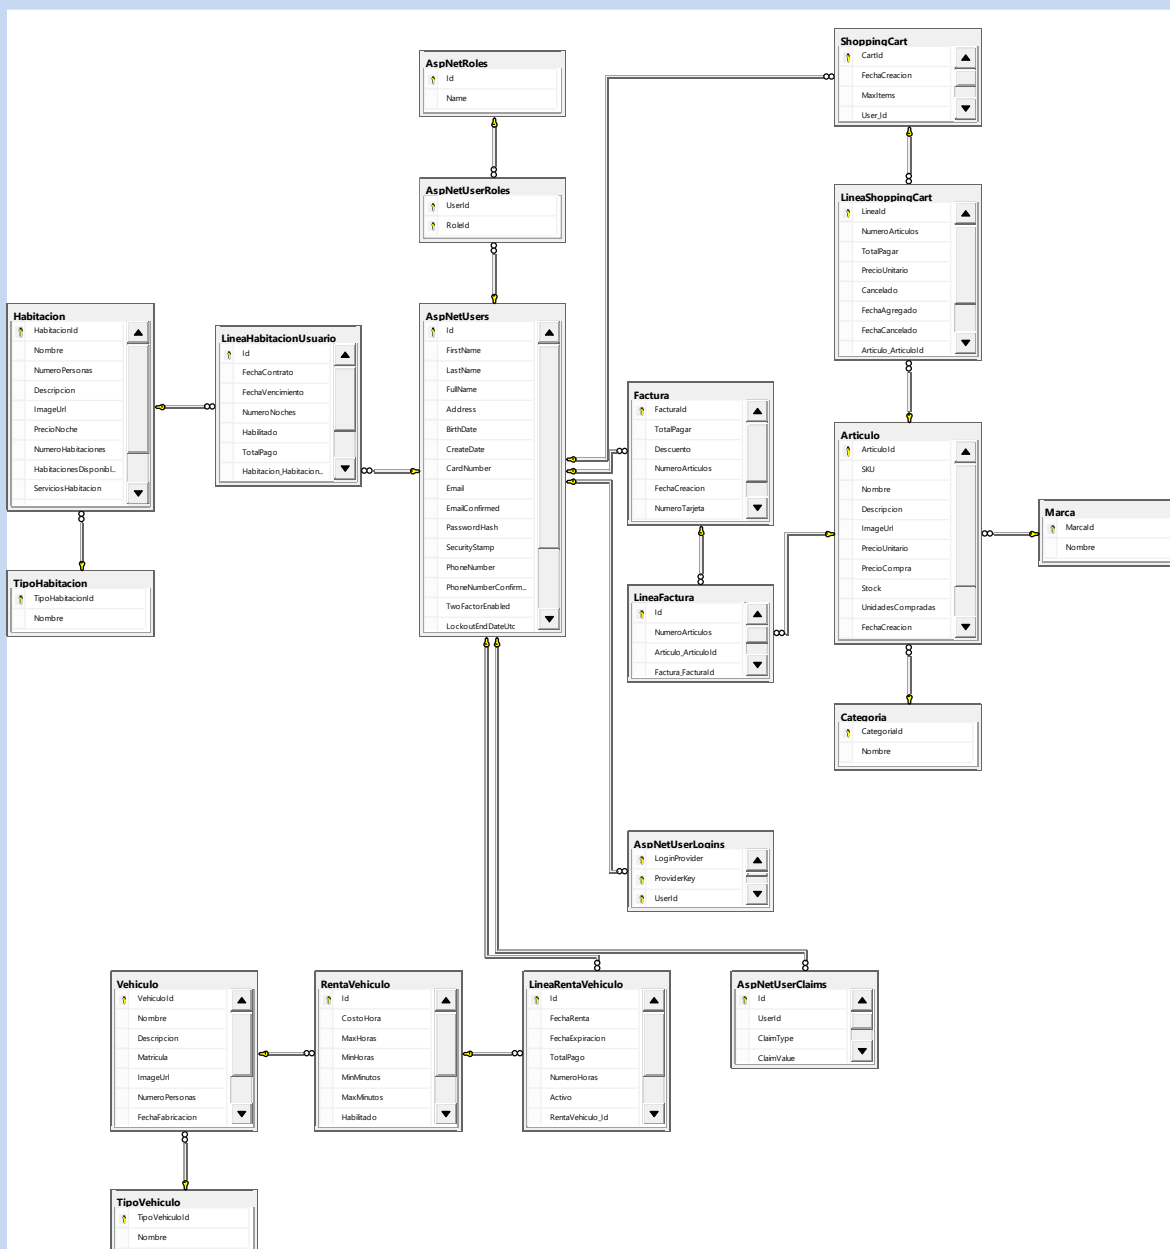 AspNetRoles
Id
Name
AspNetUserRoles
UserId
RoleId
ShoppingCart
CartId
FechaCreacion
MaxItems
User_Id
LineaShoppingCart
LineaId
NumeroArticulos
TotalPagar
PrecioUnitario
Cancelado
FechaAgregado
FechaCancelado
Articulo_ArticuloId
Habitacion
HabitacionId
Nombre
NumeroPersonas
Descripcion
ImageUrl
PrecioNoche
NumeroHabitaciones
HabitacionesDisponibl...
ServiciosHabitacion
LineaHabitacionUsuario
Id
FechaContrato
FechaVencimiento
NumeroNoches
Habilitado
TotalPago
Habitacion_Habitacion...
AspNetUsers
Id
FirstName
LastName
FullName
Address
BirthDate
CreateDate
CardNumber
Email
EmailConfirmed
PasswordHash
SecurityStamp
PhoneNumber
PhoneNumberConfirm...
TwoFactorEnabled
LockoutEndDateUtc
Factura
FacturaId
TotalPagar
Descuento
NumeroArticulos
FechaCreacion
NumeroTarjeta
Articulo
ArticuloId
SKU
Nombre
Descripcion
ImageUrl
PrecioUnitario
PrecioCompra
Stock
UnidadesCompradas
FechaCreacion
Marca
MarcaId
Nombre
TipoHabitacion
TipoHabitacionId
Nombre
LineaFactura
Id
NumeroArticulos
Articulo_ArticuloId
Factura_FacturaId
Categoria
CategoriaId
Nombre
AspNetUserLogins
LoginProvider
ProviderKey
UserId
Vehiculo
VehiculoId
Nombre
Descripcion
Matricula
ImageUrl
NumeroPersonas
FechaFabricacion
RentaVehiculo
Id
CostoHora
MaxHoras
MinHoras
MinMinutos
MaxMinutos
Habilitado
LineaRentaVehiculo
Id
FechaRenta
FechaExpiracion
TotalPago
NumeroHoras
Activo
RentaVehiculo_Id
AspNetUserClaims
Id
UserId
ClaimType
ClaimValue
TipoVehiculo
TipoVehiculoId
Nombre